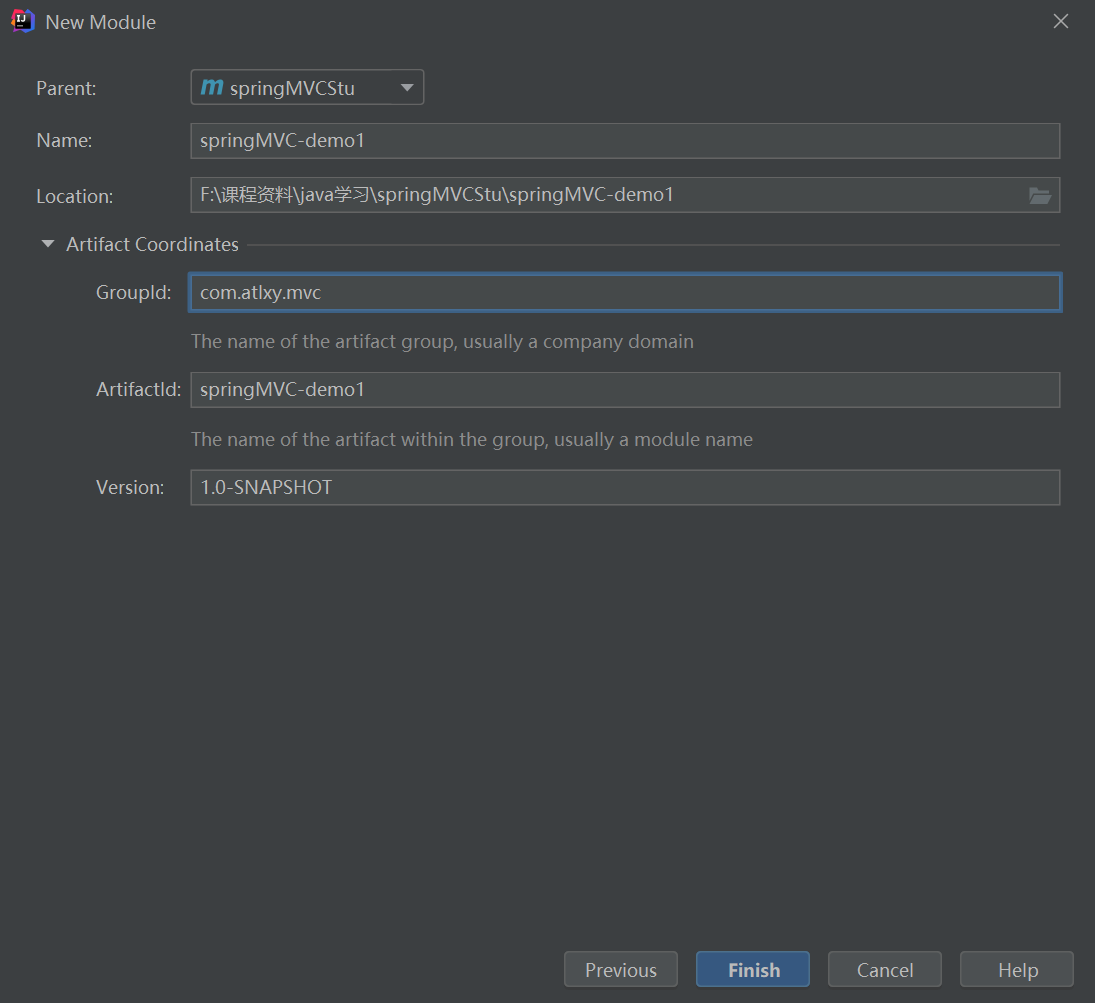 New Module
Parent: springMVCStu
Name: springMVC-demo1
Location: F:\课程资料\java学习\springMVCStu\springMVC-demo1
Artifact Coordinates
GroupId: com.atlxy.mvc
The name of the artifact group, usually a company domain
ArtifactId: springMVC-demo1
The name of the artifact within the group, usually a module name
Version: 1.0-SNAPSHOT
Previous Finish Cancel Help